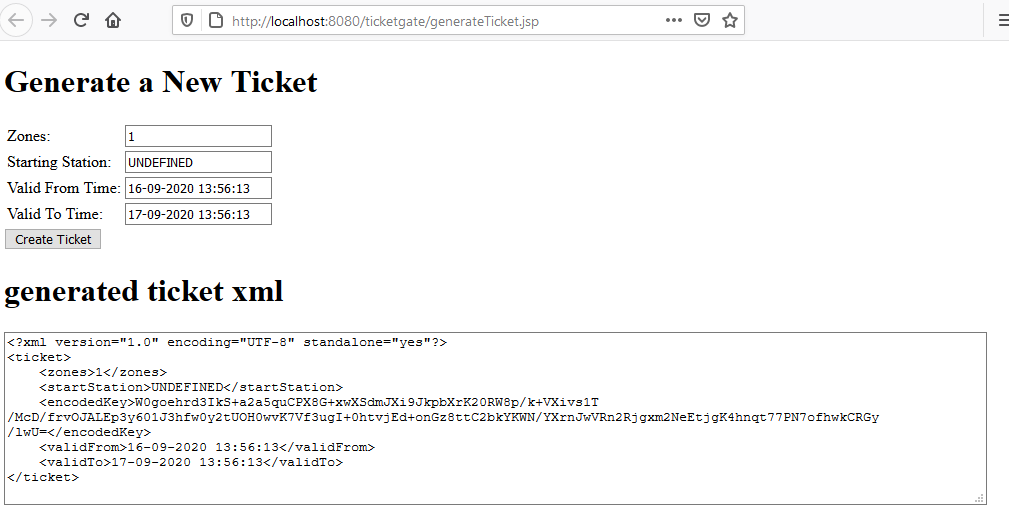 http://localhost:8080/ticketgate/generateTicket.jsp
Generate a New Ticket
Zones: 1
Starting Station: UNDEFINED
Valid From Time: 16-09-2020 13:56:13
Valid To Time: 17-09-2020 13:56:13
Create Ticket
generated ticket xml
<?xml version="1.0" encoding="UTF-8" standalone="yes"?>
<ticket>
    <zones>1</zones>
    <startStation>UNDEFINED</startStation>
    <encodedKey>W0goehrd3IkS+a2a5quCPX8G+xwXSdmJXi9JkpbXrK20RW8p/k+VXivs1T
/McD/frvOJALEp3y601J3hfw0y2tUOH0wvK7Vf3ugI+0htvjEd+onGz8ttC2bkYKWN/YXrnJwVRn2Rjgxm2NeEtjgK4hnqt77PN7ofhwkCRGy
/lwU=</encodedKey>
    <validFrom>16-09-2020 13:56:13</validFrom>
    <validTo>17-09-2020 13:56:13</validTo>
</ticket>